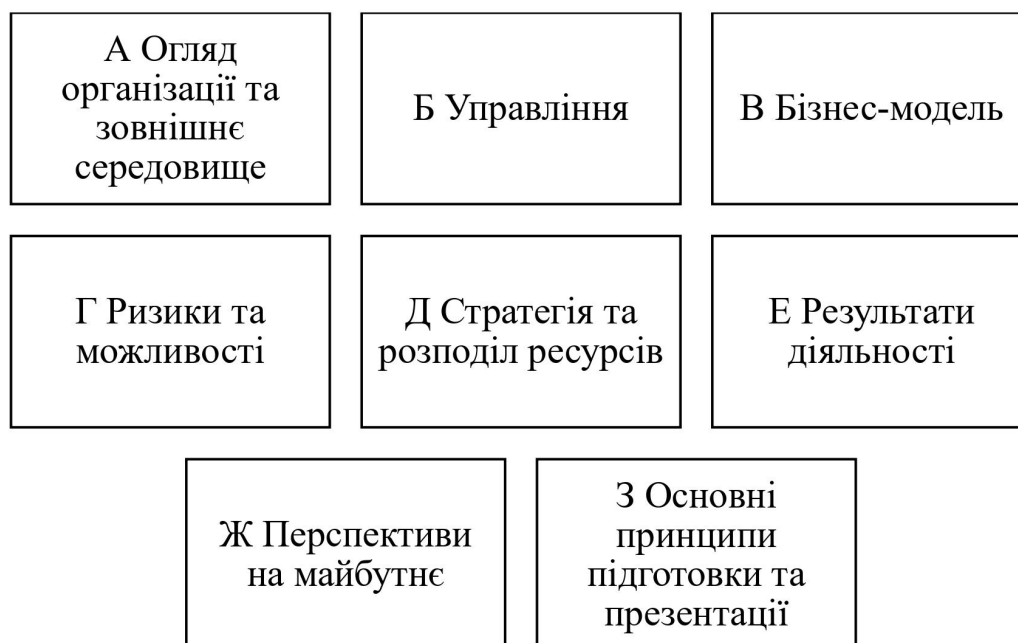 А Огляд
організації та
зовнішнє
середовище
Б Управління
В Бізнес-модель
Г Ризики та
можливості
Д Стратегія та
розподіл ресурсів
Е Результати
діяльності
Ж Перспективи
на майбутнє
З Основні
принципи
підготовки та
презентації